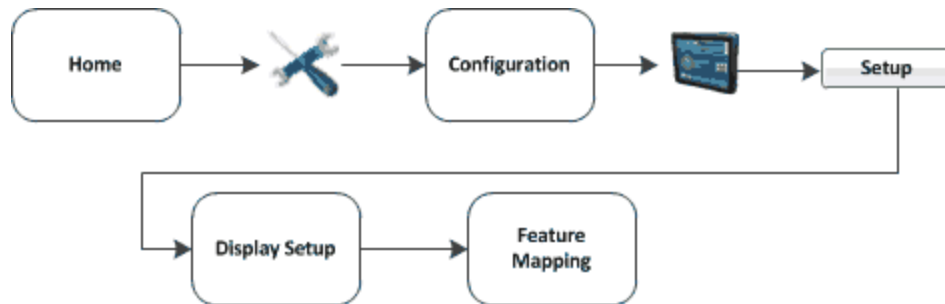 Home
Configuration
Setup
Display Setup
Feature
Mapping